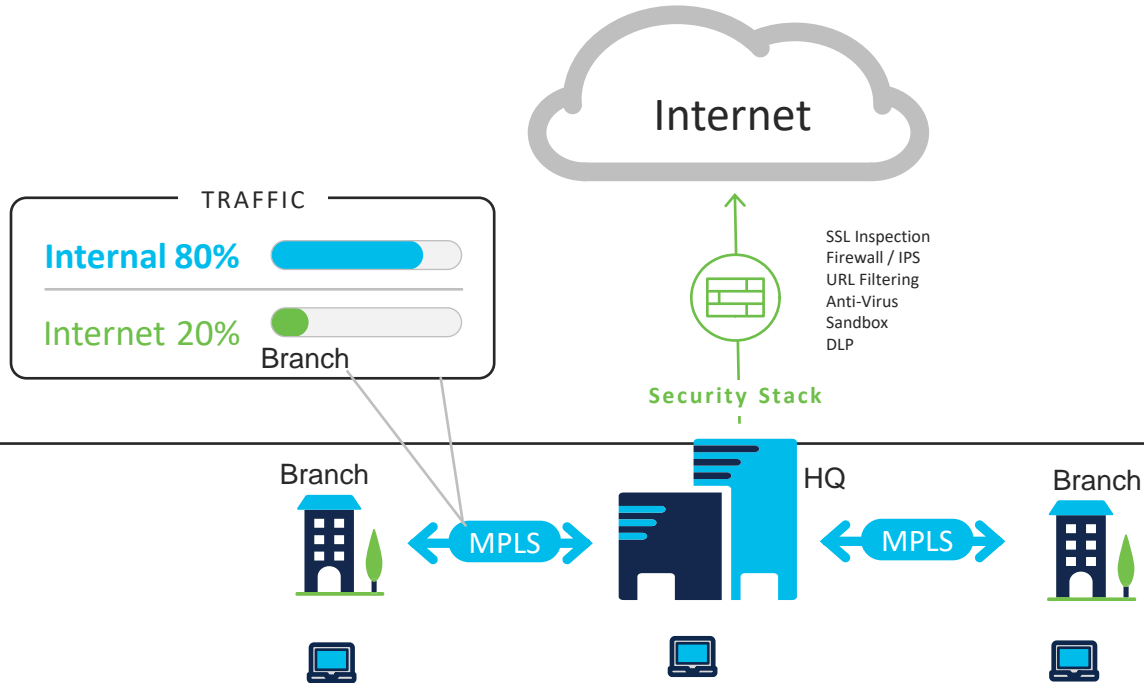 Internet
TRAFFIC
Internal 80%
Internet 20%
Branch
SSL Inspection
Firewall / IPS
URL Filtering
Anti-Virus
Sandbox
DLP
Security Stack
Branch
HQ
Branch
MPLS
MPLS